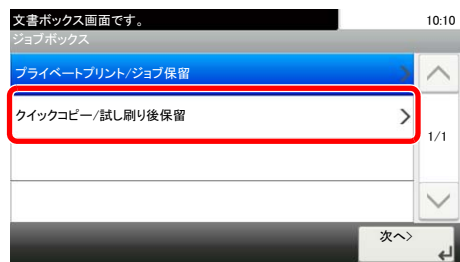 文書ボックス画面です。 10:10
ジョブボックス
プライベートプリント/ジョブ保留
クイックコピー/試し刷り後保留
1/1
次へ>